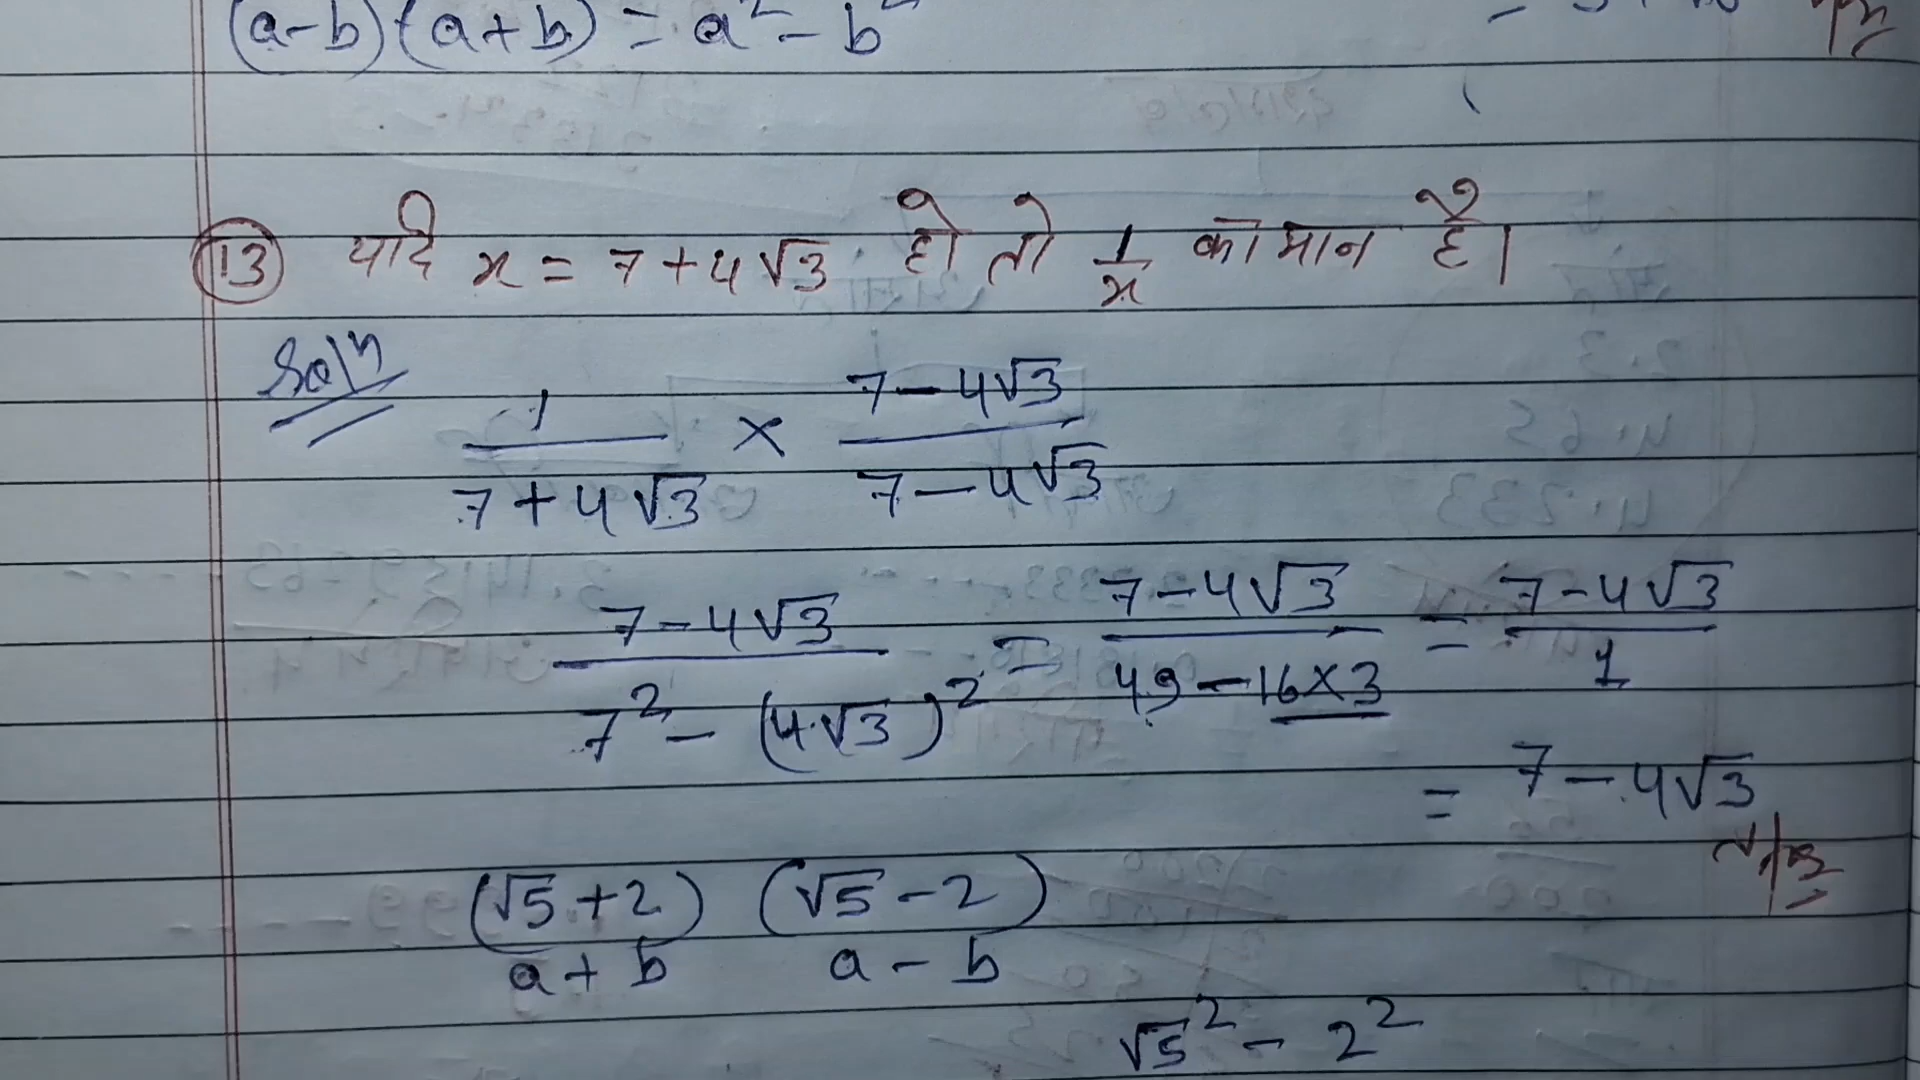 (a-b)(a+b) = a² - b²
(13) यदि x = 7+4√3 हो तो 1/x का मान है।
Soln
1/(7+4√3) × (7-4√3)/(7-4√3)
(7-4√3)/(7² - (4√3)²) = (7-4√3)/(49-16×3) = (7-4√3)/1
= 7-4√3
(√5+2) (√5-2)
a+b a-b
√5² - 2²